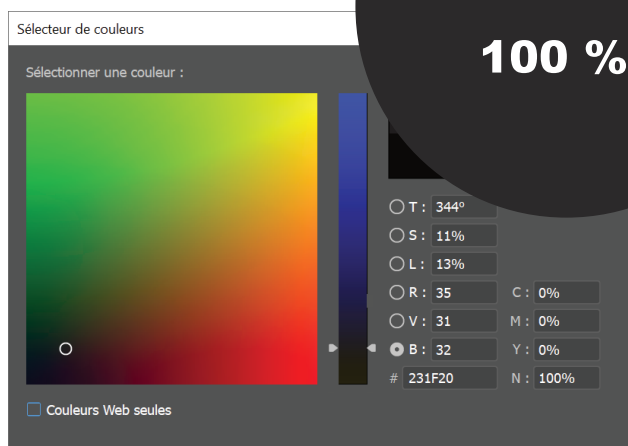 Sélecteur de couleurs
100 %
Sélectionner une couleur :
T : 344º
S : 11%
L : 13%
R : 35 C : 0%
V : 31 M : 0%
B : 32 Y : 0%
# 231F20 N : 100%
Couleurs Web seules